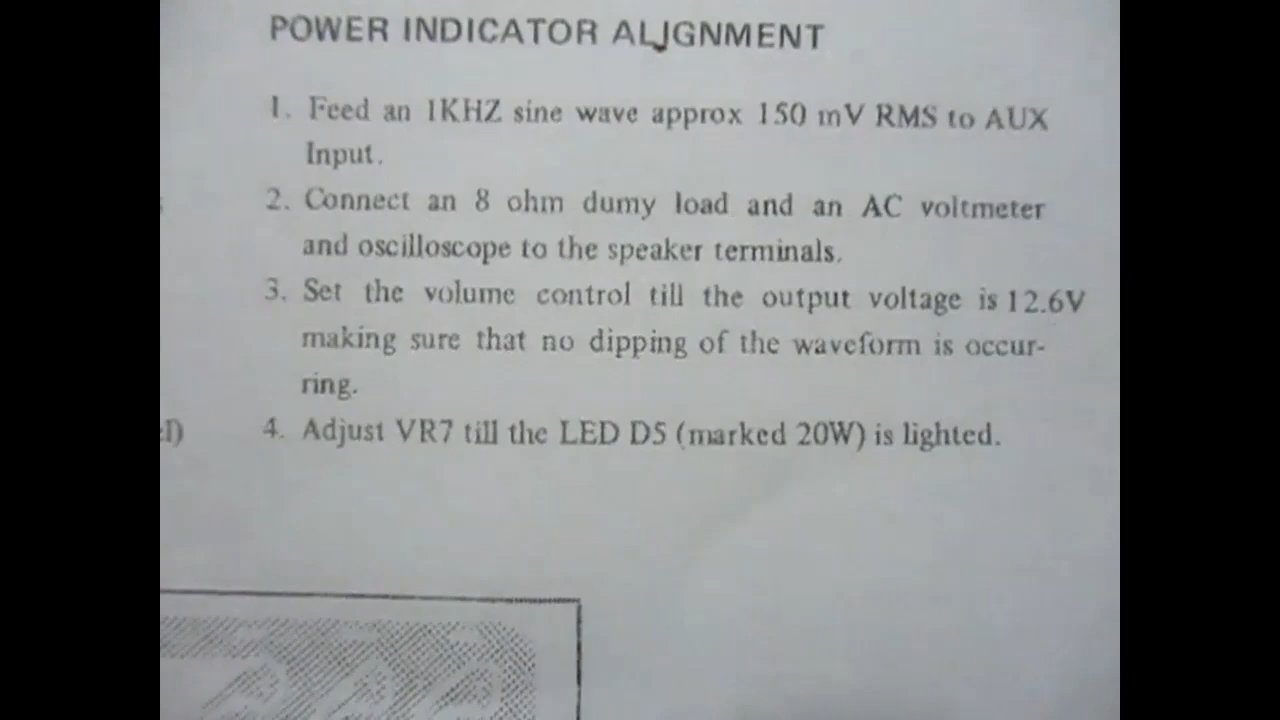 POWER INDICATOR ALIGNMENT
1. Feed an 1KHZ sine wave approx 150 mV RMS to AUX
Input.
2. Connect an 8 ohm dumy load and an AC voltmeter
and oscilloscope to the speaker terminals.
3. Set the volume control till the output voltage is 12.6V
making sure that no dipping of the waveform is occur-
ring.
4. Adjust VR7 till the LED D5 (marked 20W) is lighted.